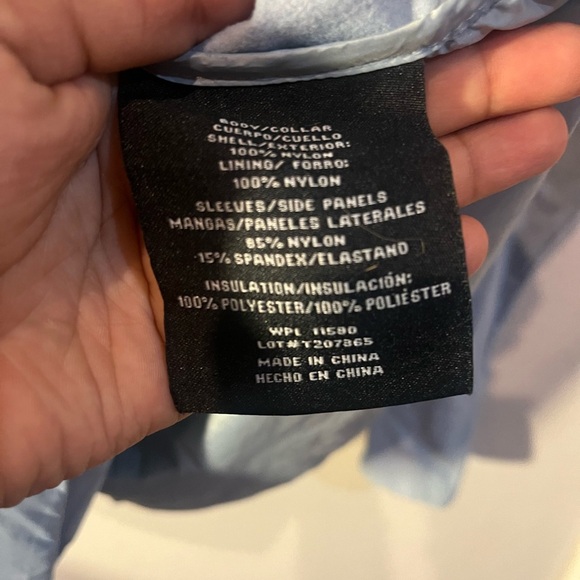 BODY/COLLAR
CUERPO/CUELLO
SHELL/EXTERIOR:
100% NYLON
LINING/ FORRO:
100% NYLON
SLEEVES/SIDE PANELS
MANGAS/PANELES LATERALES
85% NYLON
15% SPANDEX/ELASTANO
INSULATION/INSULACIÓN:
100% POLYESTER/100% POLIÉSTER
WPL 11580
LOT#T207865
MADE IN CHINA
HECHO EN CHINA